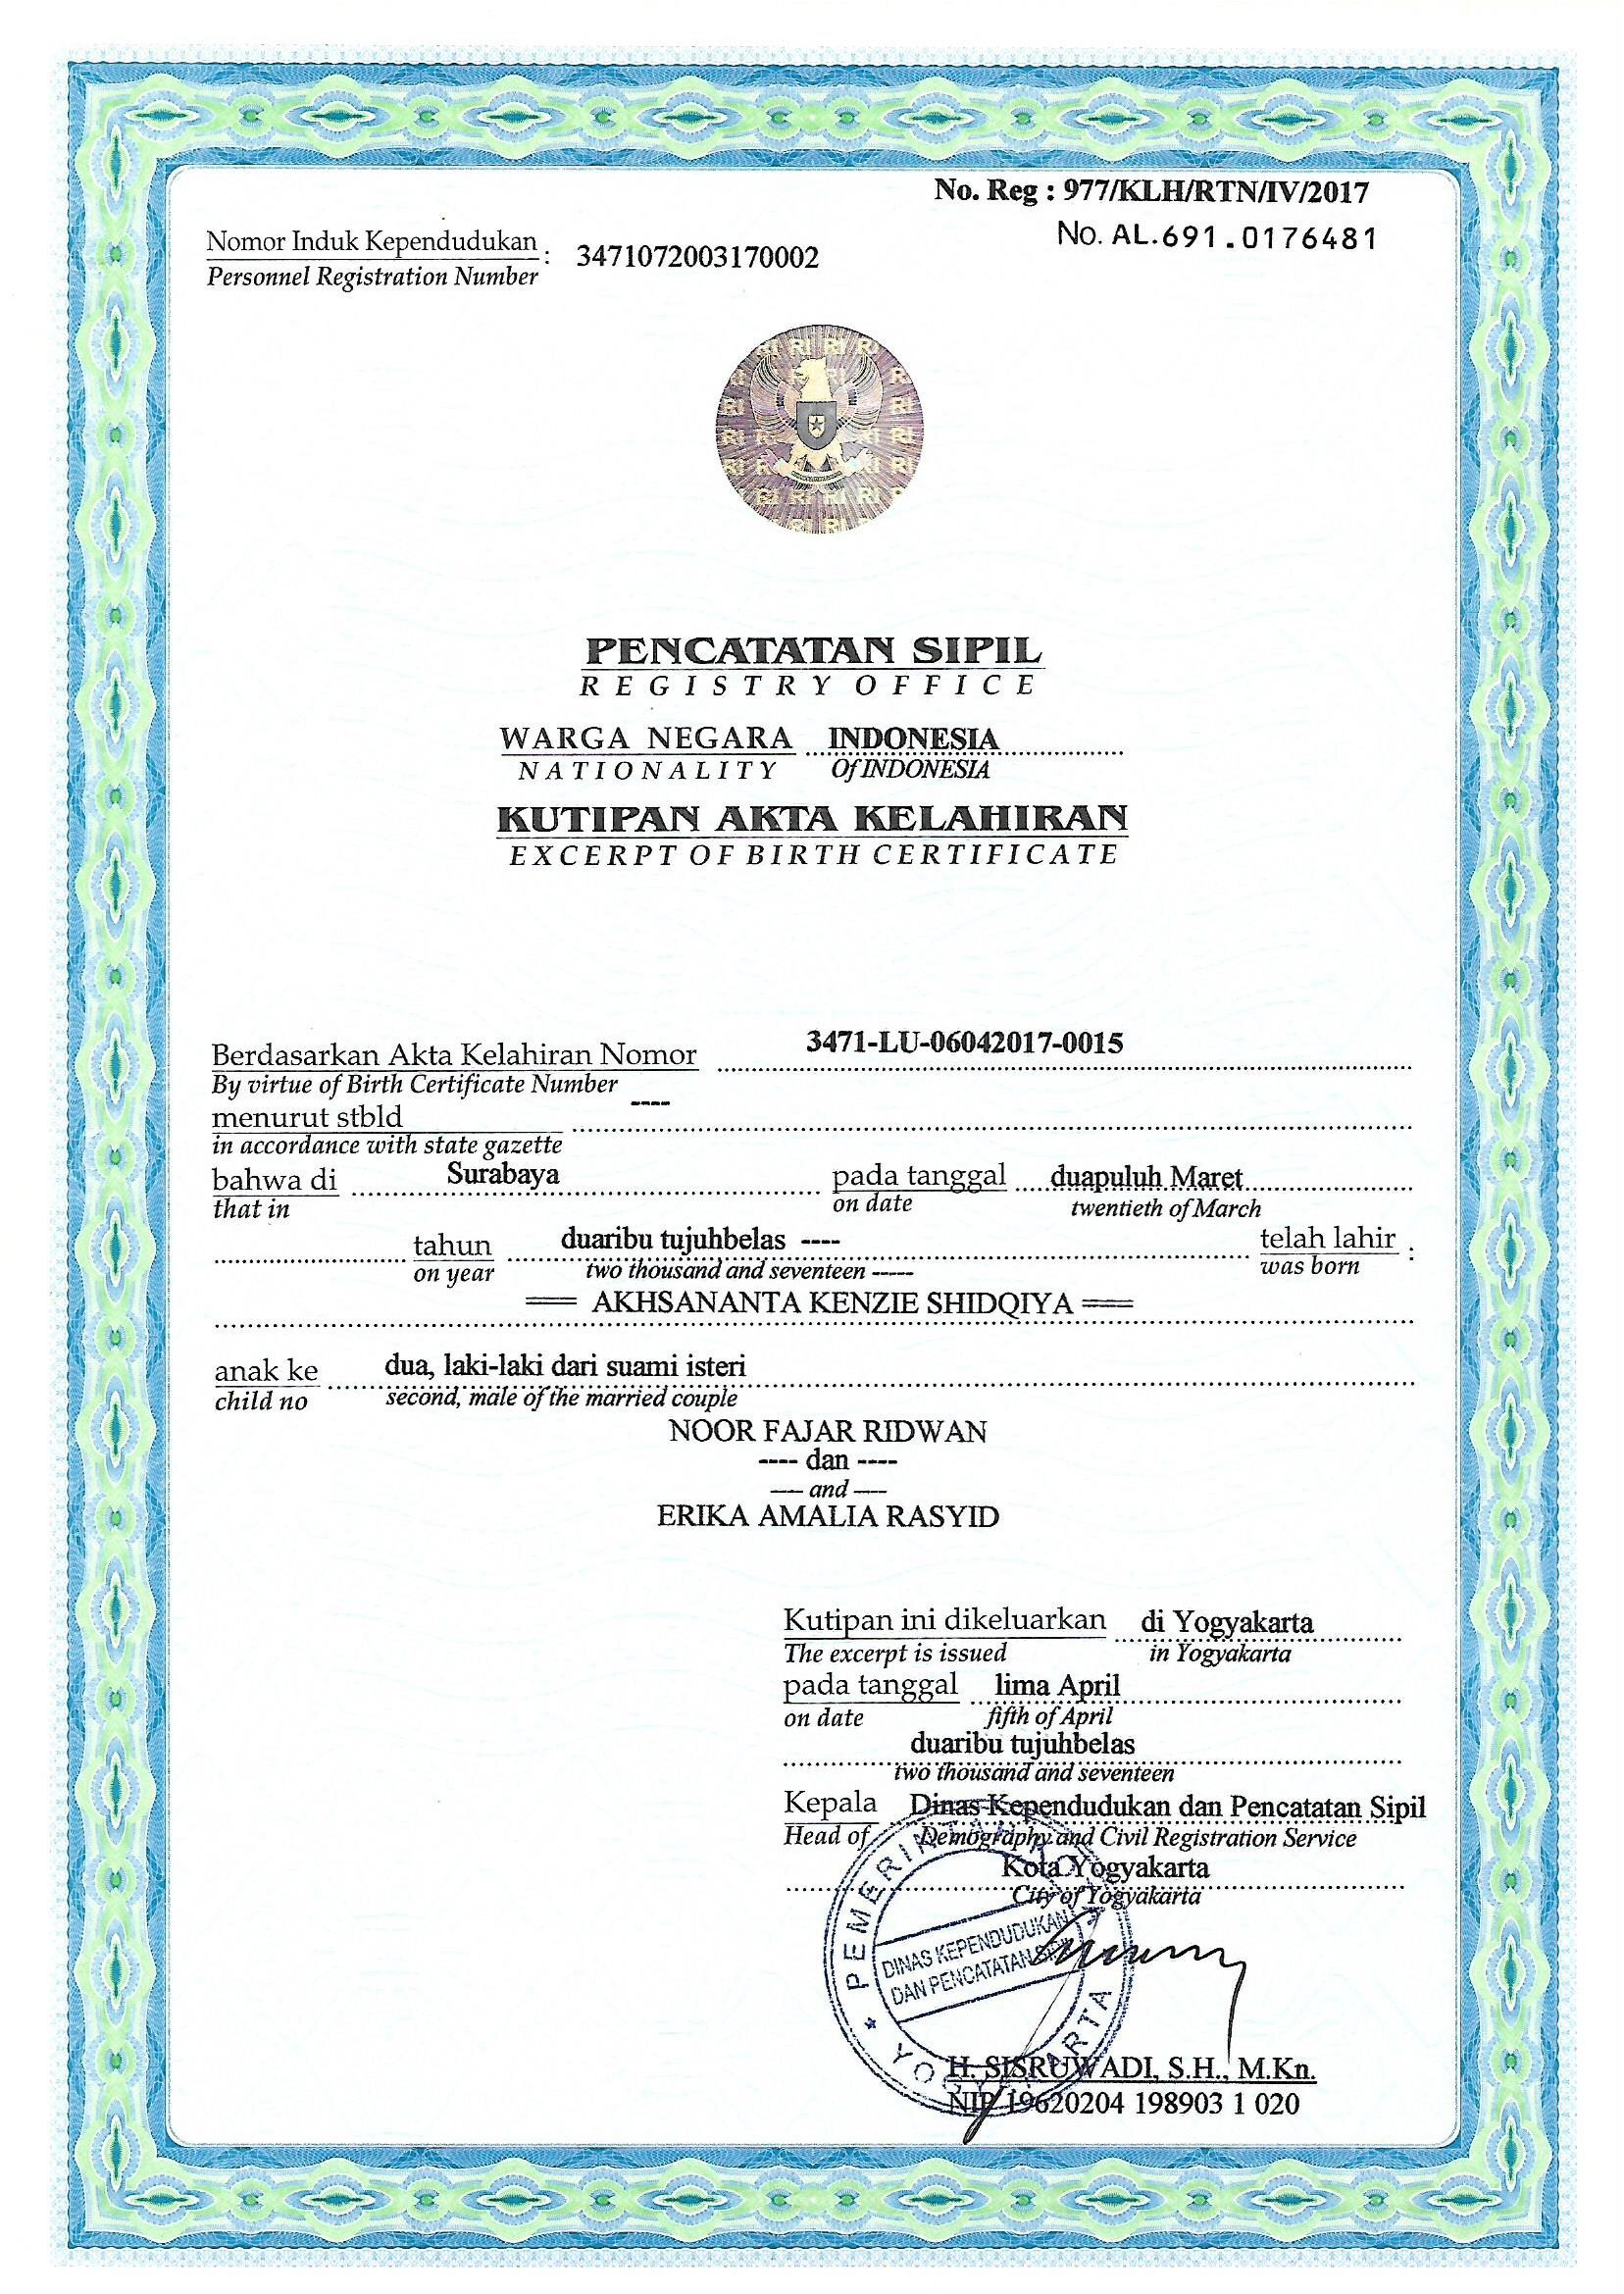 No. Reg : 977/KLH/RTN/IV/2017
No. AL.691.0176481
Nomor Induk Kependudukan : 3471072003170002
Personnel Registration Number
PENCATATAN SIPIL
REGISTRY OFFICE
WARGA NEGARA INDONESIA
NATIONALITY Of INDONESIA
KUTIPAN AKTA KELAHIRAN
EXCERPT OF BIRTH CERTIFICATE
Berdasarkan Akta Kelahiran Nomor 3471-LU-06042017-0015
By virtue of Birth Certificate Number
menurut stbld ----
in accordance with state gazette
bahwa di Surabaya pada tanggal duapuluh Maret
that in on date twentieth of March
tahun duaribu tujuhbelas ---- telah lahir :
on year two thousand and seventeen ----- was born
=== AKHSANANTA KENZIE SHIDQIYA ===
anak ke dua, laki-laki dari suami isteri
child no second, male of the married couple
NOOR FAJAR RIDWAN
---- dan ----
--- and ---
ERIKA AMALIA RASYID
Kutipan ini dikeluarkan di Yogyakarta
The excerpt is issued in Yogyakarta
pada tanggal lima April
on date fifth of April
duaribu tujuhbelas
two thousand and seventeen
Kepala Dinas Kependudukan dan Pencatatan Sipil
Head of Demography and Civil Registration Service
Kota Yogyakarta
City of Yogyakarta
DINAS KEPENDUDUKAN
DAN PENCATATAN SIPIL
H. SISRUWADI, S.H., M.Kn.
NIP 19620204 198903 1 020